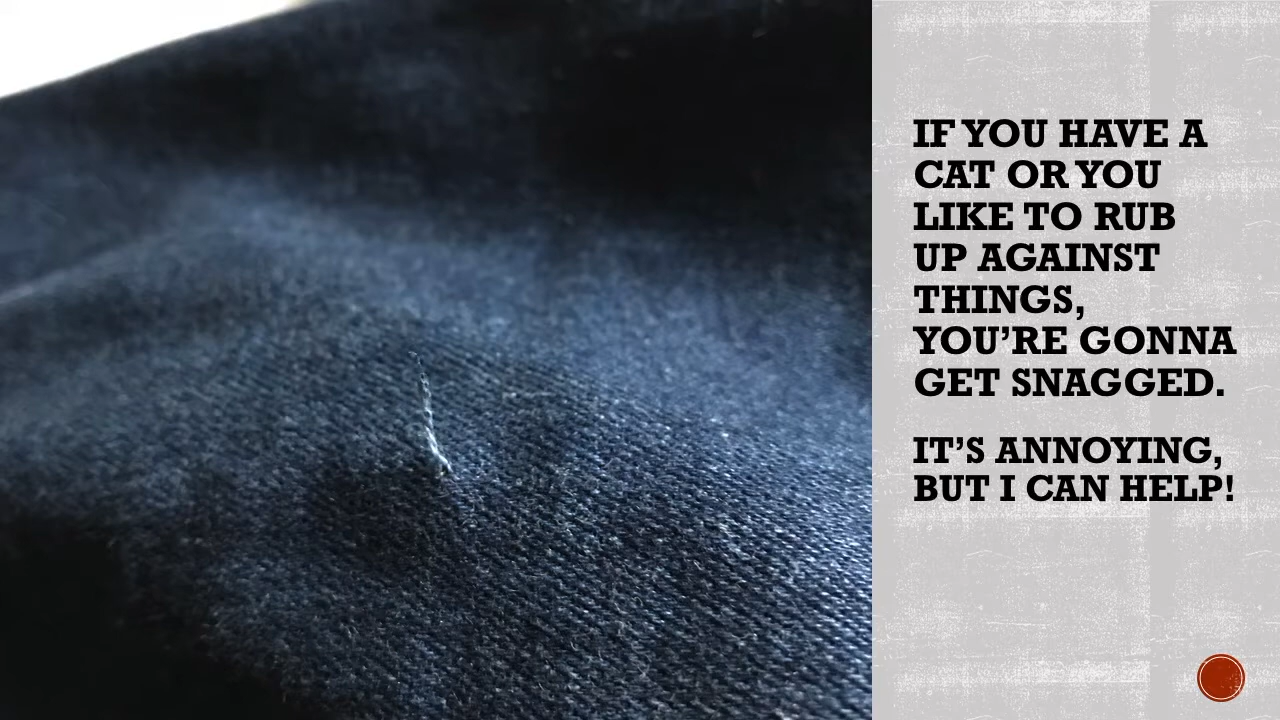 IF YOU HAVE A
CAT OR YOU
LIKE TO RUB
UP AGAINST
THINGS,
YOU’RE GONNA
GET SNAGGED.
IT’S ANNOYING,
BUT I CAN HELP!